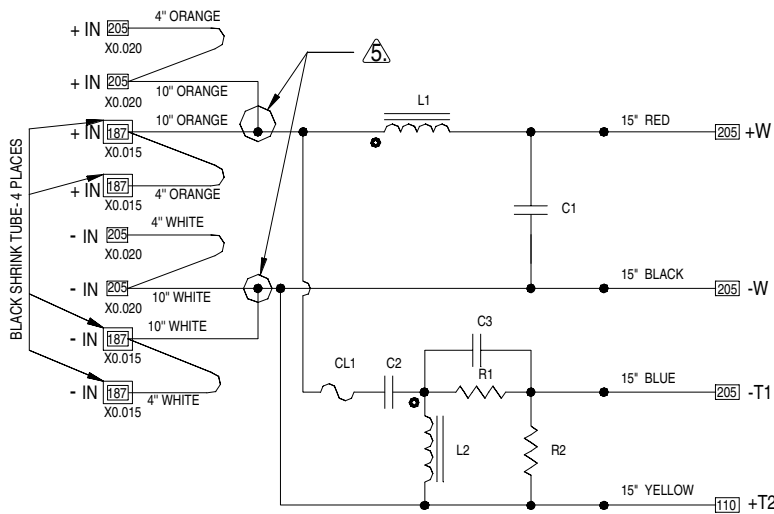 4" ORANGE
+ IN 205
X0.020
5.
+ IN 205
X0.020
10" ORANGE
10" ORANGE
+ IN 187
X0.015
L1
15" RED
205 +W
BLACK SHRINK TUBE-4 PLACES
+ IN 187
X0.015
4" ORANGE
C1
4" WHITE
- IN 205
X0.020
- IN 205
X0.020
10" WHITE
15" BLACK
205 -W
10" WHITE
- IN 187
X0.015
C3
CL1
C2
R1
15" BLUE
205 -T1
- IN 187
X0.015
4" WHITE
L2
R2
15" YELLOW
110 +T2